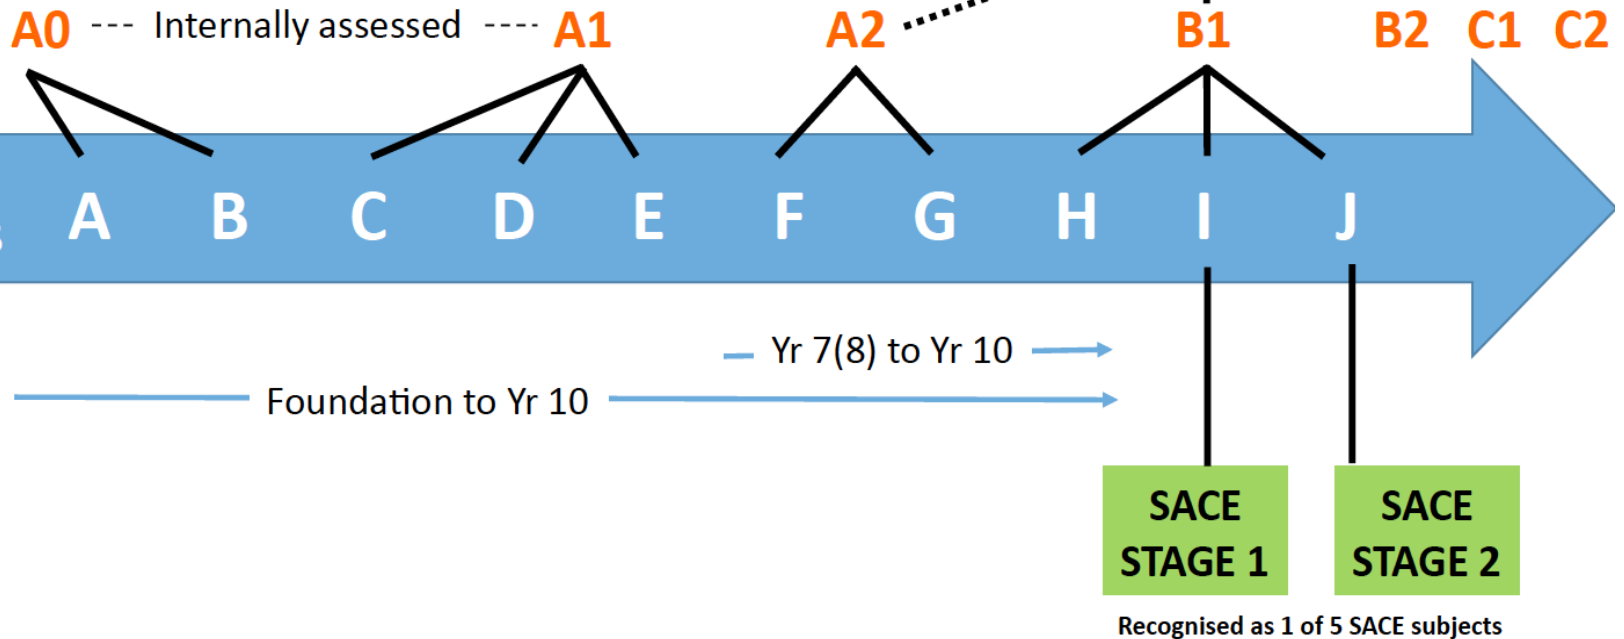 A0 --- Internally assessed ---- A1 A2 B1 B2 C1 C2
A B C D E F G H I J
Yr 7(8) to Yr 10
Foundation to Yr 10
SACE
STAGE 1
SACE
STAGE 2
Recognised as 1 of 5 SACE subjects